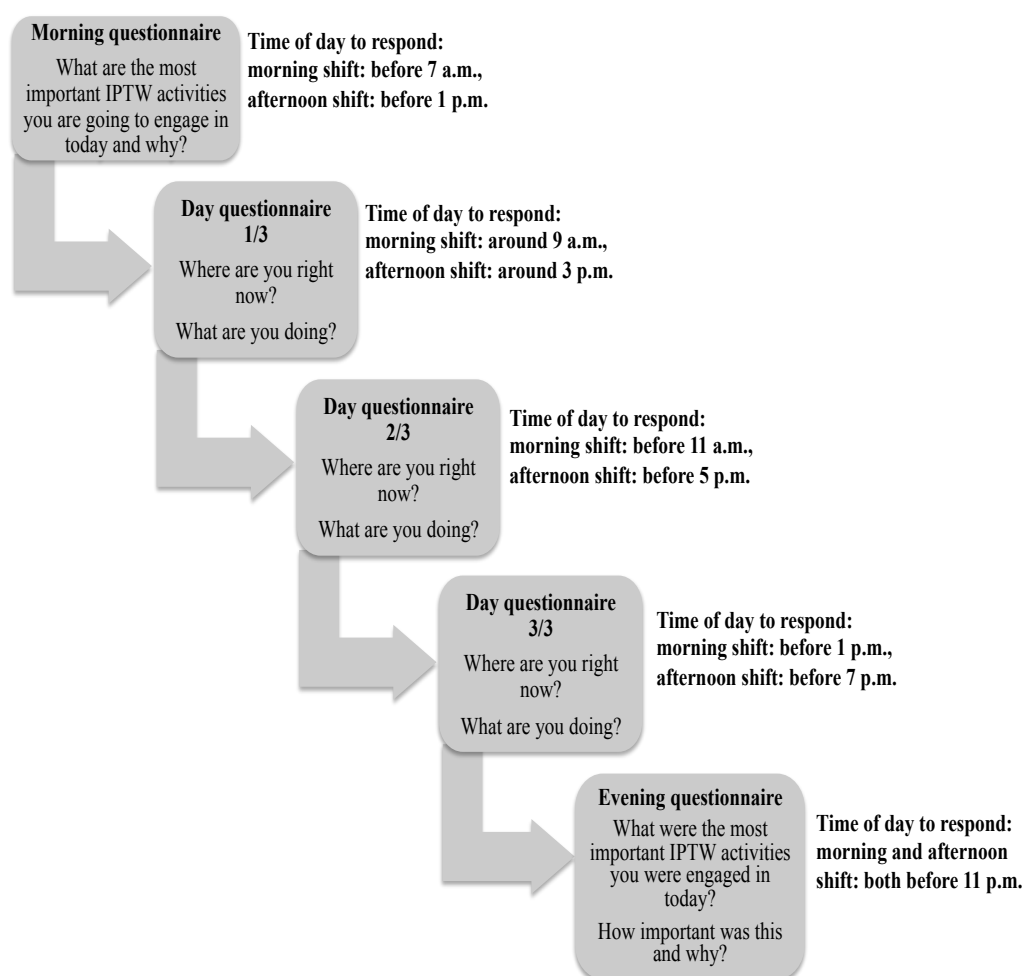 Morning questionnaire
What are the most
important IPTW activities
you are going to engage in
today and why?
Time of day to respond:
morning shift: before 7 a.m.,
afternoon shift: before 1 p.m.
Day questionnaire
1/3
Where are you right
now?
What are you doing?
Time of day to respond:
morning shift: around 9 a.m.,
afternoon shift: around 3 p.m.
Day questionnaire
2/3
Where are you right
now?
What are you doing?
Time of day to respond:
morning shift: before 11 a.m.,
afternoon shift: before 5 p.m.
Day questionnaire
3/3
Where are you right
now?
What are you doing?
Time of day to respond:
morning shift: before 1 p.m.,
afternoon shift: before 7 p.m.
Evening questionnaire
What were the most
important IPTW activities
you were engaged in
today?
How important was this
and why?
Time of day to respond:
morning and afternoon
shift: both before 11 p.m.